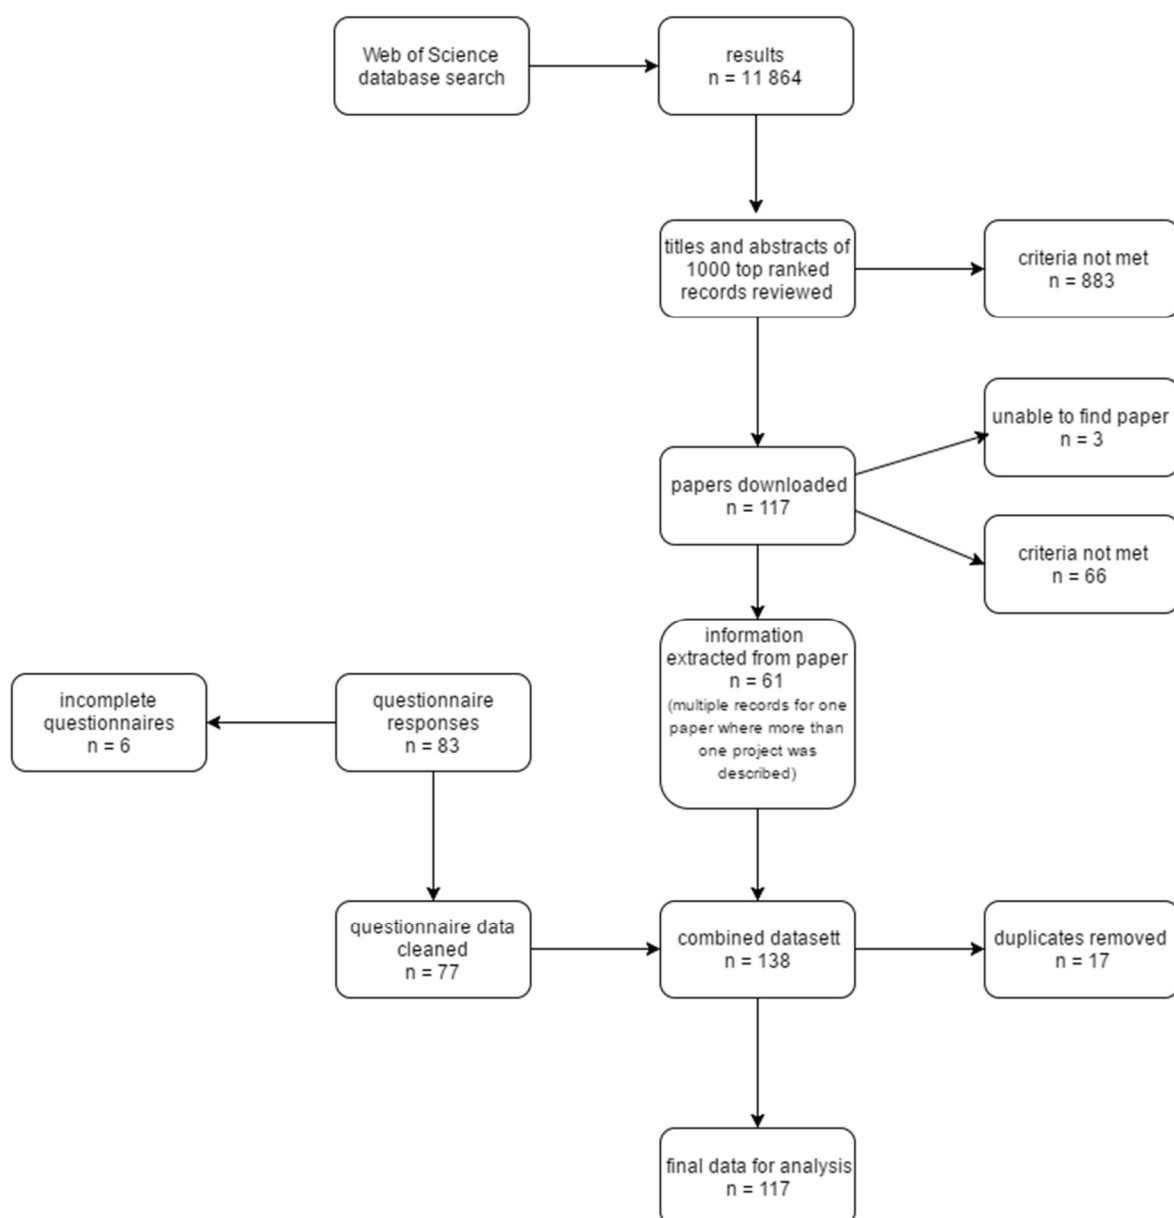 Web of Science
database search
results
n = 11 864
titles and abstracts of
1000 top ranked
records reviewed
criteria not met
n = 883
unable to find paper
n = 3
papers downloaded
n = 117
criteria not met
n = 66
information
extracted from paper
n = 61
(multiple records for one
paper where more than
one project was
described)
incomplete
questionnaires
n = 6
questionnaire
responses
n = 83
questionnaire data
cleaned
n = 77
combined datasett
n = 138
duplicates removed
n = 17
final data for analysis
n = 117